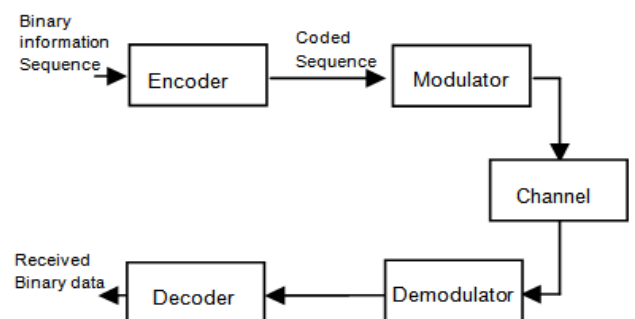 Binary
information
Sequence
Encoder
Coded
Sequence
Modulator
Channel
Demodulator
Decoder
Received
Binary data